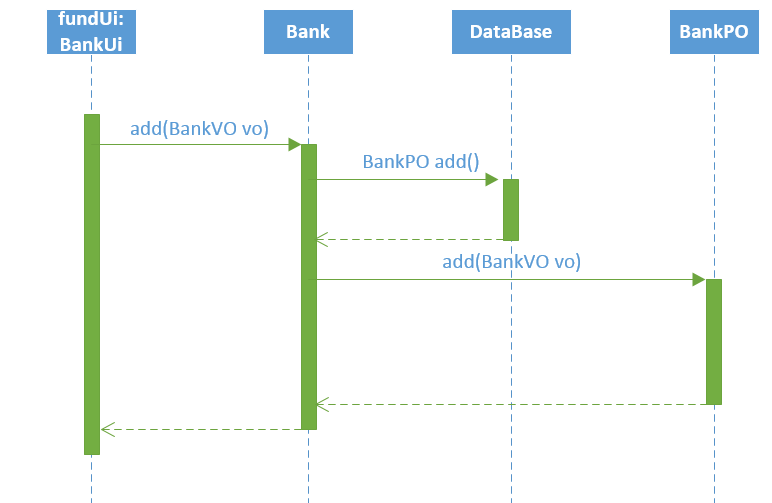 fundUi:
BankUi
Bank
DataBase
BankPO
add(BankVO vo)
BankPO add()
add(BankVO vo)